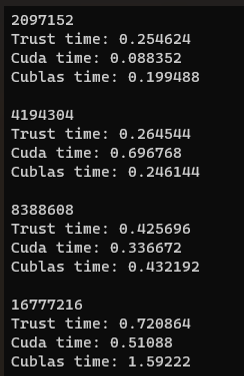 2097152
Trust time: 0.254624
Cuda time: 0.088352
Cublas time: 0.199488
4194304
Trust time: 0.264544
Cuda time: 0.696768
Cublas time: 0.246144
8388608
Trust time: 0.425696
Cuda time: 0.336672
Cublas time: 0.432192
16777216
Trust time: 0.720864
Cuda time: 0.51088
Cublas time: 1.59222